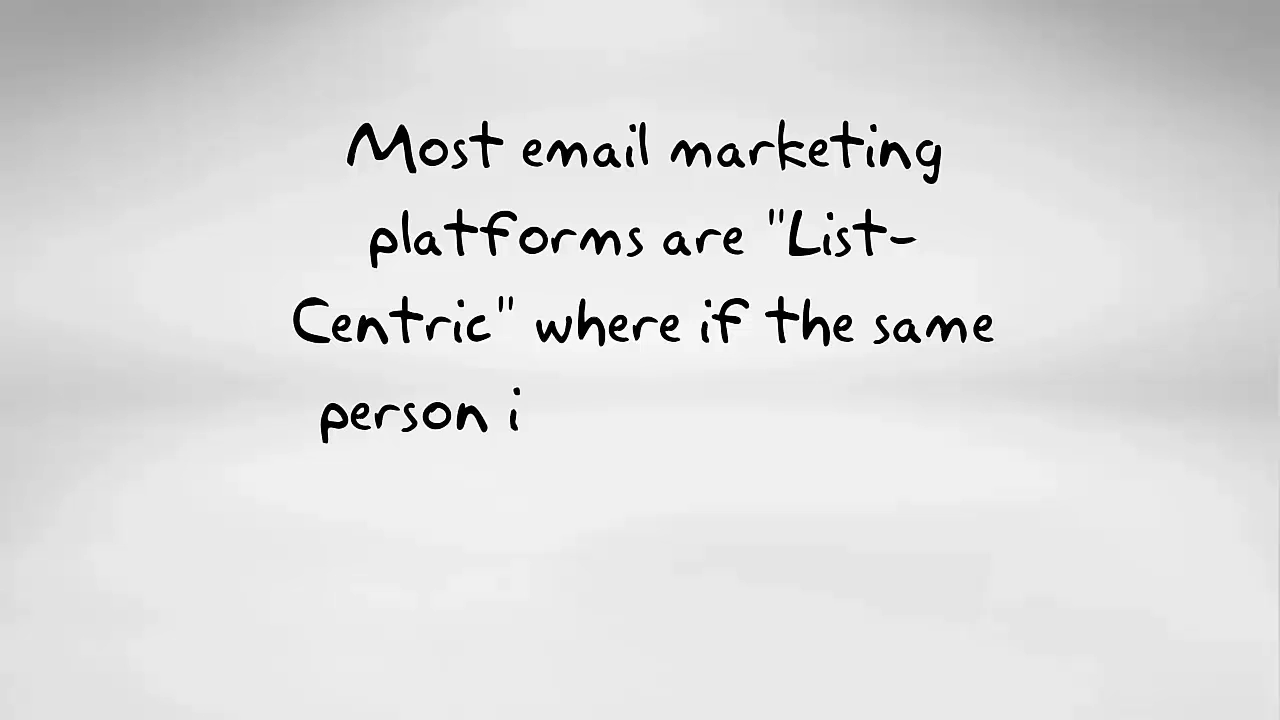 Most email marketing
platforms are "List-
Centric" where if the same
person i